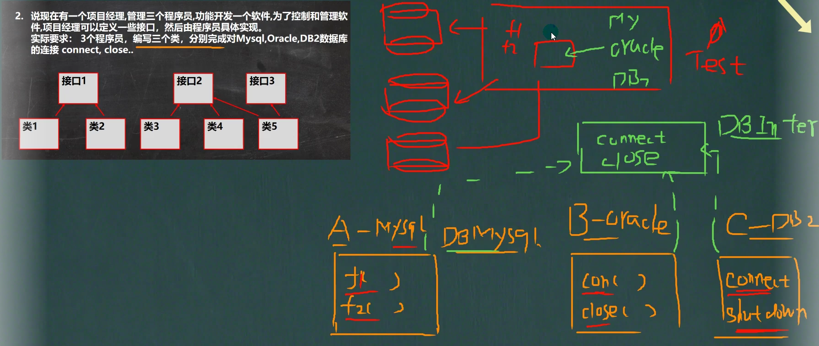 2. 说现在有一个项目经理,管理三个程序员,功能开发一个软件,为了控制和管理软
件,项目经理可以定义一些接口，然后由程序员具体实现。
实际要求： 3个程序员，编写三个类，分别完成对Mysql,Oracle,DB2数据库
的连接 connect, close..
接口1 接口2 接口3
类1 类2 类3 类4 类5
f1
f2
My
oracle
DB2
Test
connect
close
DBInter
A-Mysql
DBMysql
B-oracle
C-DB2
f1( )
f2( )
con( )
close( )
connect
shutdown